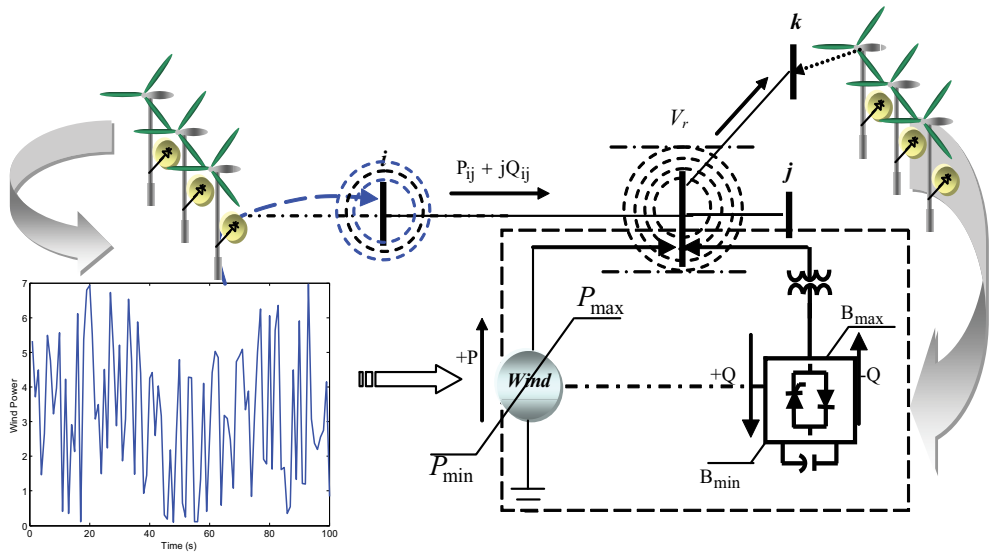 k
V_r
i
P_ij + jQ_ij
j
7
6
5
4
3
2
1
0
Wind Power
0 20 40 60 80 100
Time (s)
P_max
+P
Wind
P_min
B_max
+Q
-Q
B_min